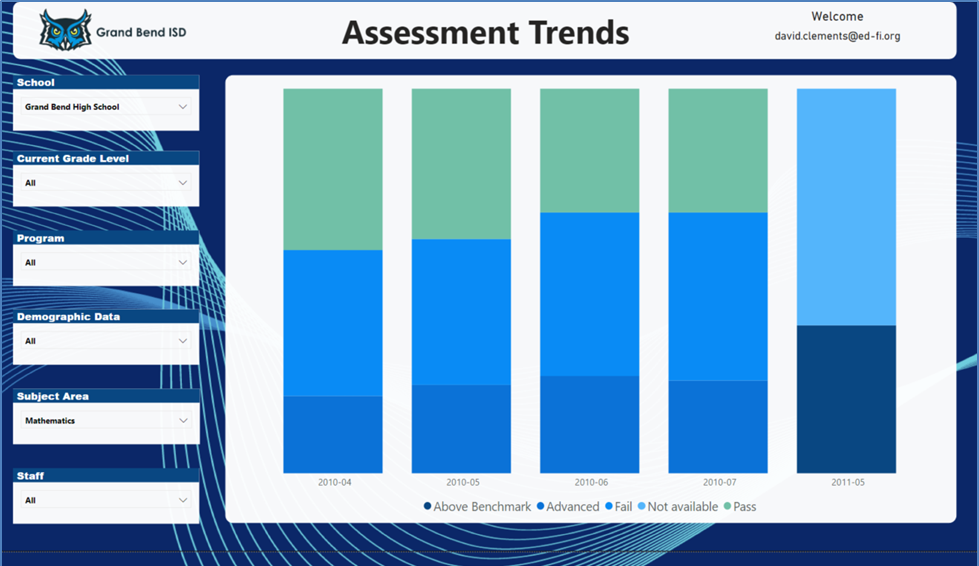 Grand Bend ISD
Assessment Trends
Welcome
david.clements@ed-fi.org
School
Grand Bend High School
Current Grade Level
All
Program
All
Demographic Data
All
Subject Area
Mathematics
Staff
All
2010-04 2010-05 2010-06 2010-07 2011-05
Above Benchmark Advanced Fail Not available Pass